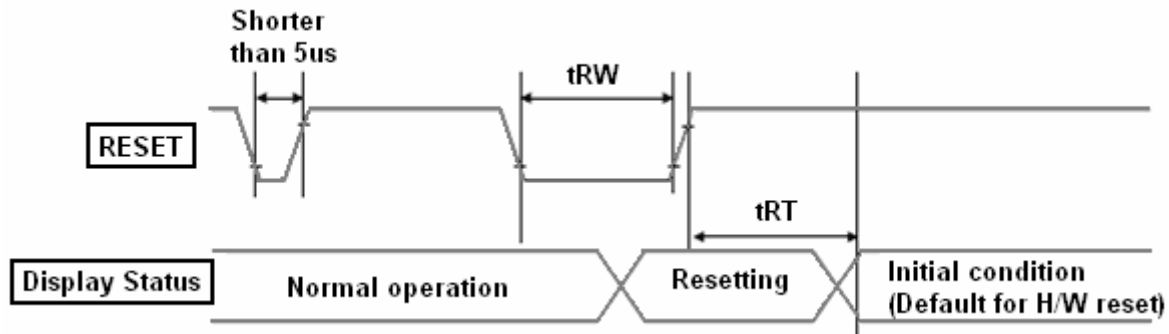 Shorter
than 5us
tRW
RESET
tRT
Display Status
Normal operation
Resetting
Initial condition
(Default for H/W reset)